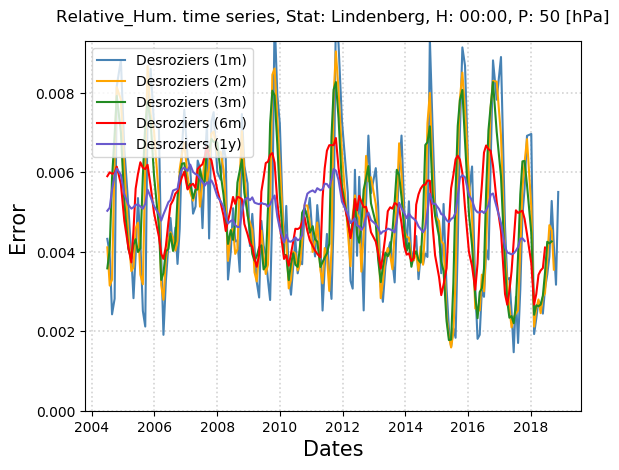 Relative_Hum. time series, Stat: Lindenberg, H: 00:00, P: 50 [hPa]
Desroziers (1m)
Desroziers (2m)
Desroziers (3m)
Desroziers (6m)
Desroziers (1y)
Error
0.008
0.006
0.004
0.002
0.000
2004 2006 2008 2010 2012 2014 2016 2018
Dates